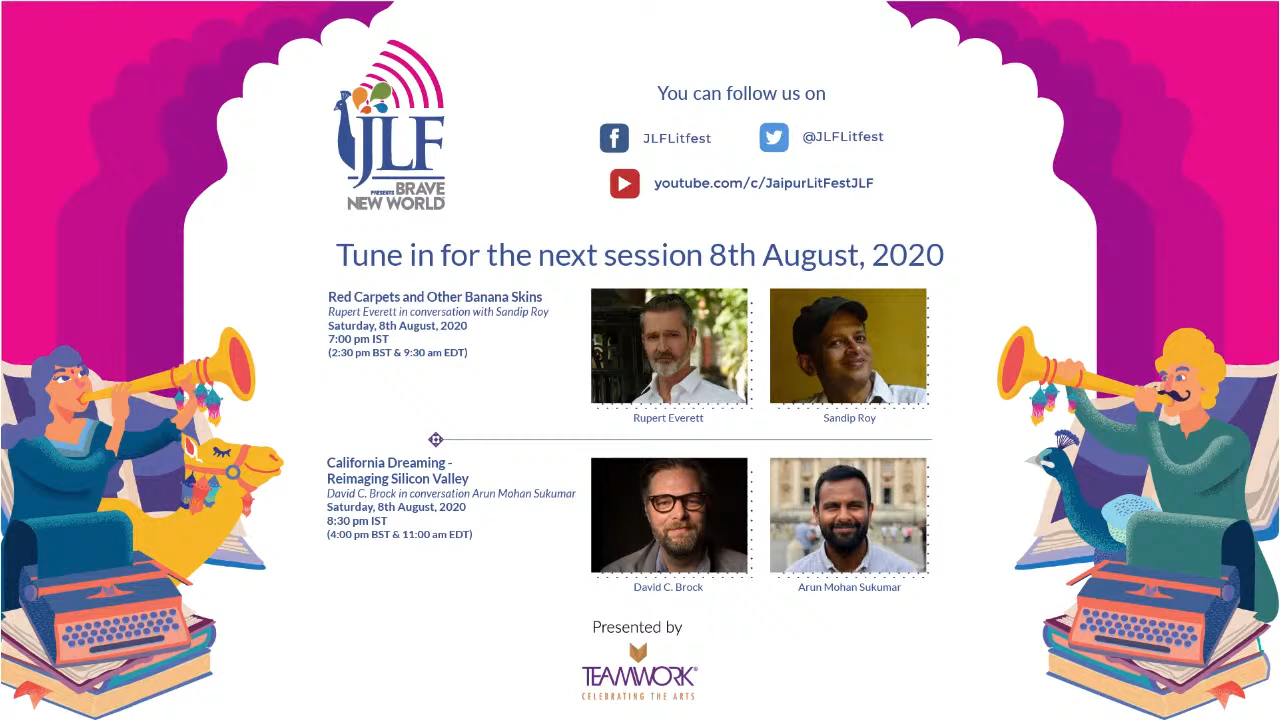 JLF
PRESENTS BRAVE
NEW WORLD
You can follow us on
JLFLitfest
@JLFLitfest
youtube.com/c/JaipurLitFestJLF
Tune in for the next session 8th August, 2020
Red Carpets and Other Banana Skins
Rupert Everett in conversation with Sandip Roy
Saturday, 8th August, 2020
7:00 pm IST
(2:30 pm BST & 9:30 am EDT)
Rupert Everett
Sandip Roy
California Dreaming -
Reimaging Silicon Valley
David C. Brock in conversation Arun Mohan Sukumar
Saturday, 8th August, 2020
8:30 pm IST
(4:00 pm BST & 11:00 am EDT)
David C. Brock
Arun Mohan Sukumar
Presented by
TEAMWORK®
CELEBRATING THE ARTS